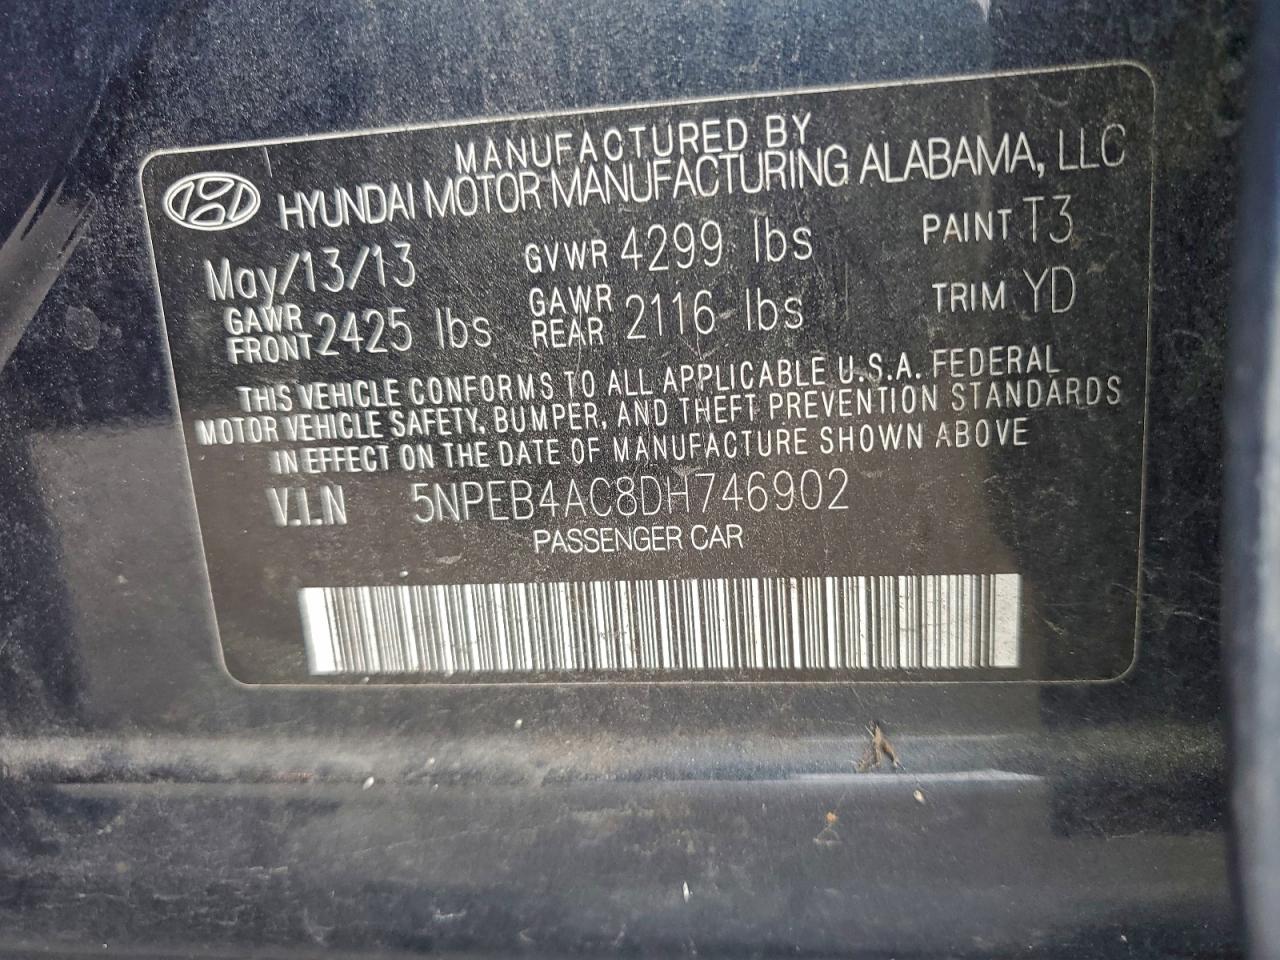 MANUFACTURED BY
HYUNDAI MOTOR MANUFACTURING ALABAMA, LLC
May/13/13 GVWR 4299 lbs PAINT T3
GAWR FRONT 2425 lbs GAWR REAR 2116 lbs TRIM YD
THIS VEHICLE CONFORMS TO ALL APPLICABLE U.S.A. FEDERAL
MOTOR VEHICLE SAFETY, BUMPER, AND THEFT PREVENTION STANDARDS
IN EFFECT ON THE DATE OF MANUFACTURE SHOWN ABOVE
V.I.N 5NPEB4AC8DH746902
PASSENGER CAR